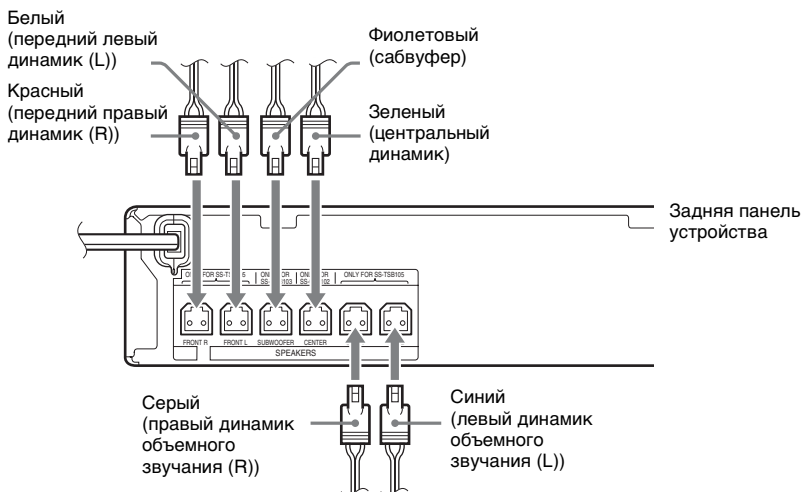 Белый
(передний левый
динамик (L))
Красный
(передний правый
динамик (R))
Фиолетовый
(сабвуфер)
Зеленый
(центральный
динамик)
Задняя панель
устройства
ONLY FOR SS-TSB105
FRONT R FRONT L SUBWOOFER CENTER
SPEAKERS
Серый
(правый динамик
объемного
звучания (R))
Синий
(левый динамик
объемного
звучания (L))